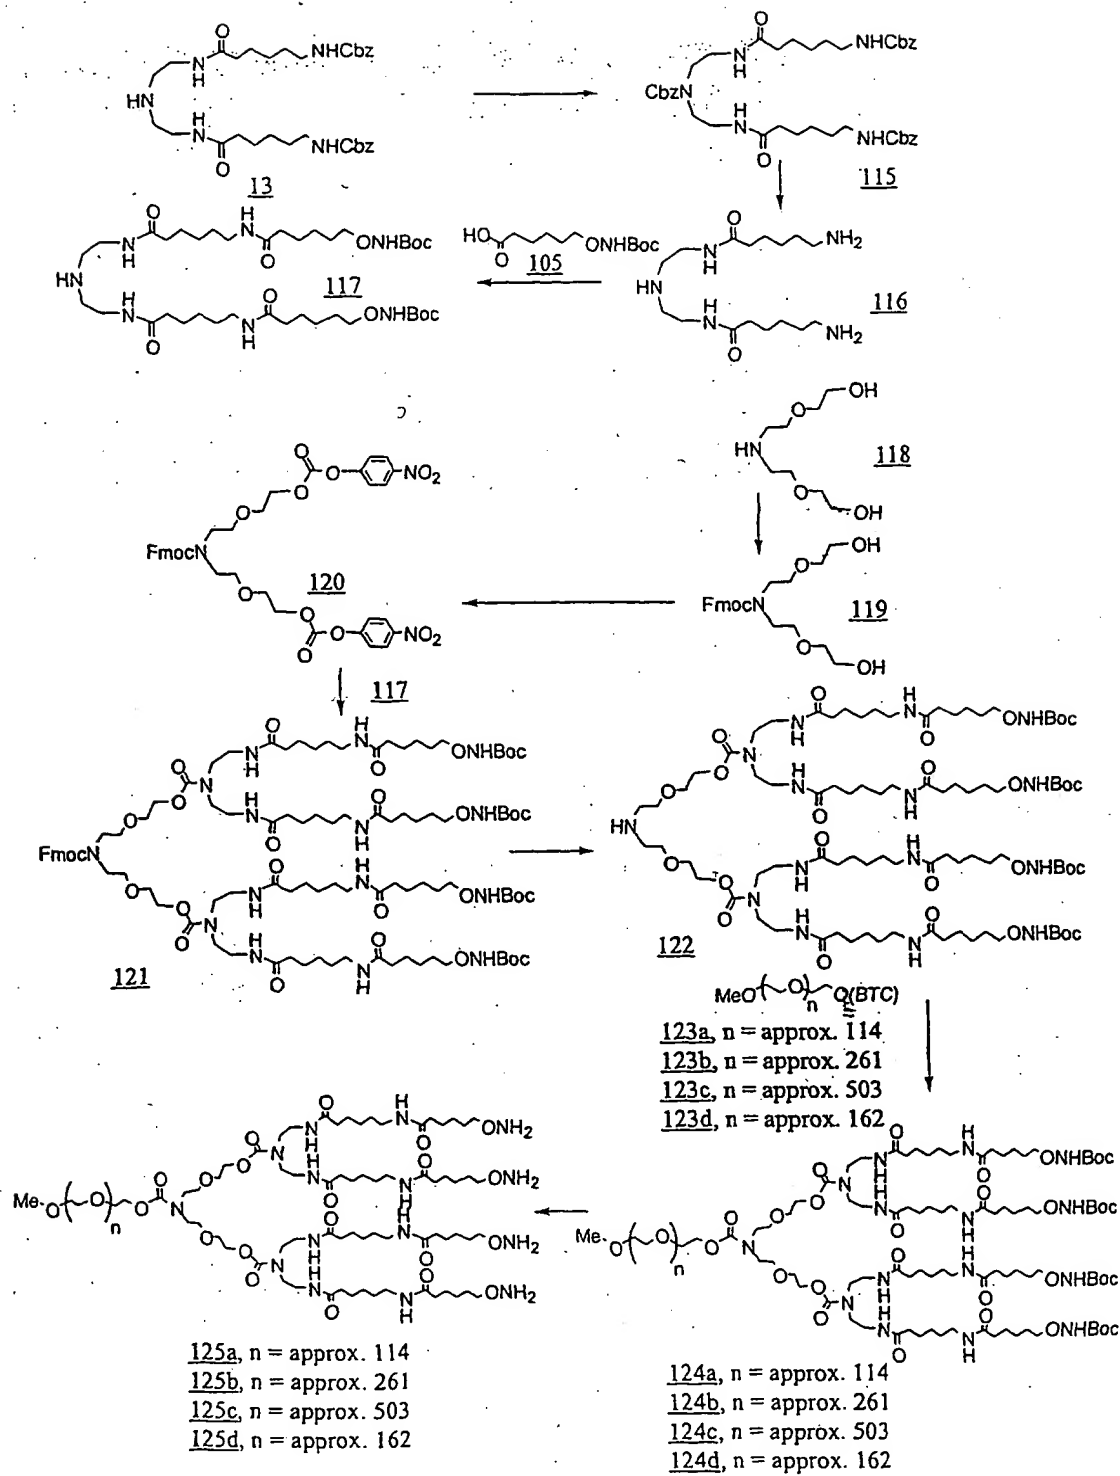 O
NHCbz
N
H
HN
H
N
NHCbz
O
13
O
NHCbz
N
H
CbzN
H
N
NHCbz
O
115
O
H
N
N
H
O
ONHBoc
HN
117
H
N
O
O
N
H
ONHBoc
HO
O
ONHBoc
105
O
NH2
N
H
HN
116
H
N
NH2
O
OH
O
HN
118
O
OH
O
O
O
NO2
O
FmocN
120
O
O
O
O
NO2
OH
O
FmocN
119
O
OH
117
O
H
N
N
H
O
ONHBoc
O
O
N
H
N
O
O
N
H
ONHBoc
O
FmocN
O
O
H
N
N
H
O
ONHBoc
O
O
N
H
N
O
O
N
H
ONHBoc
121
O
H
N
N
H
O
ONHBoc
O
O
N
H
N
O
O
N
H
ONHBoc
O
HN
O
O
H
N
N
H
O
ONHBoc
O
O
N
H
N
O
O
N
H
ONHBoc
122
MeO ( O ) n O(BTC)
123a, n = approx. 114
123b, n = approx. 261
123c, n = approx. 503
123d, n = approx. 162
O
H
N
N
H
O
ONH2
O
O
N
H
N
O
O
N
H
ONH2
O
Me O ( O ) n O
O
N
O
O
H
N
N
H
O
ONH2
O
O
N
H
N
O
O
N
H
ONH2
O
H
N
N
H
O
ONHBoc
O
O
N
H
N
O
O
N
H
ONHBoc
O
Me O ( O ) n O
O
N
O
O
H
N
N
H
O
ONHBoc
O
O
N
H
N
O
O
N
H
ONHBoc
125a, n = approx. 114
125b, n = approx. 261
125c, n = approx. 503
125d, n = approx. 162
124a, n = approx. 114
124b, n = approx. 261
124c, n = approx. 503
124d, n = approx. 162